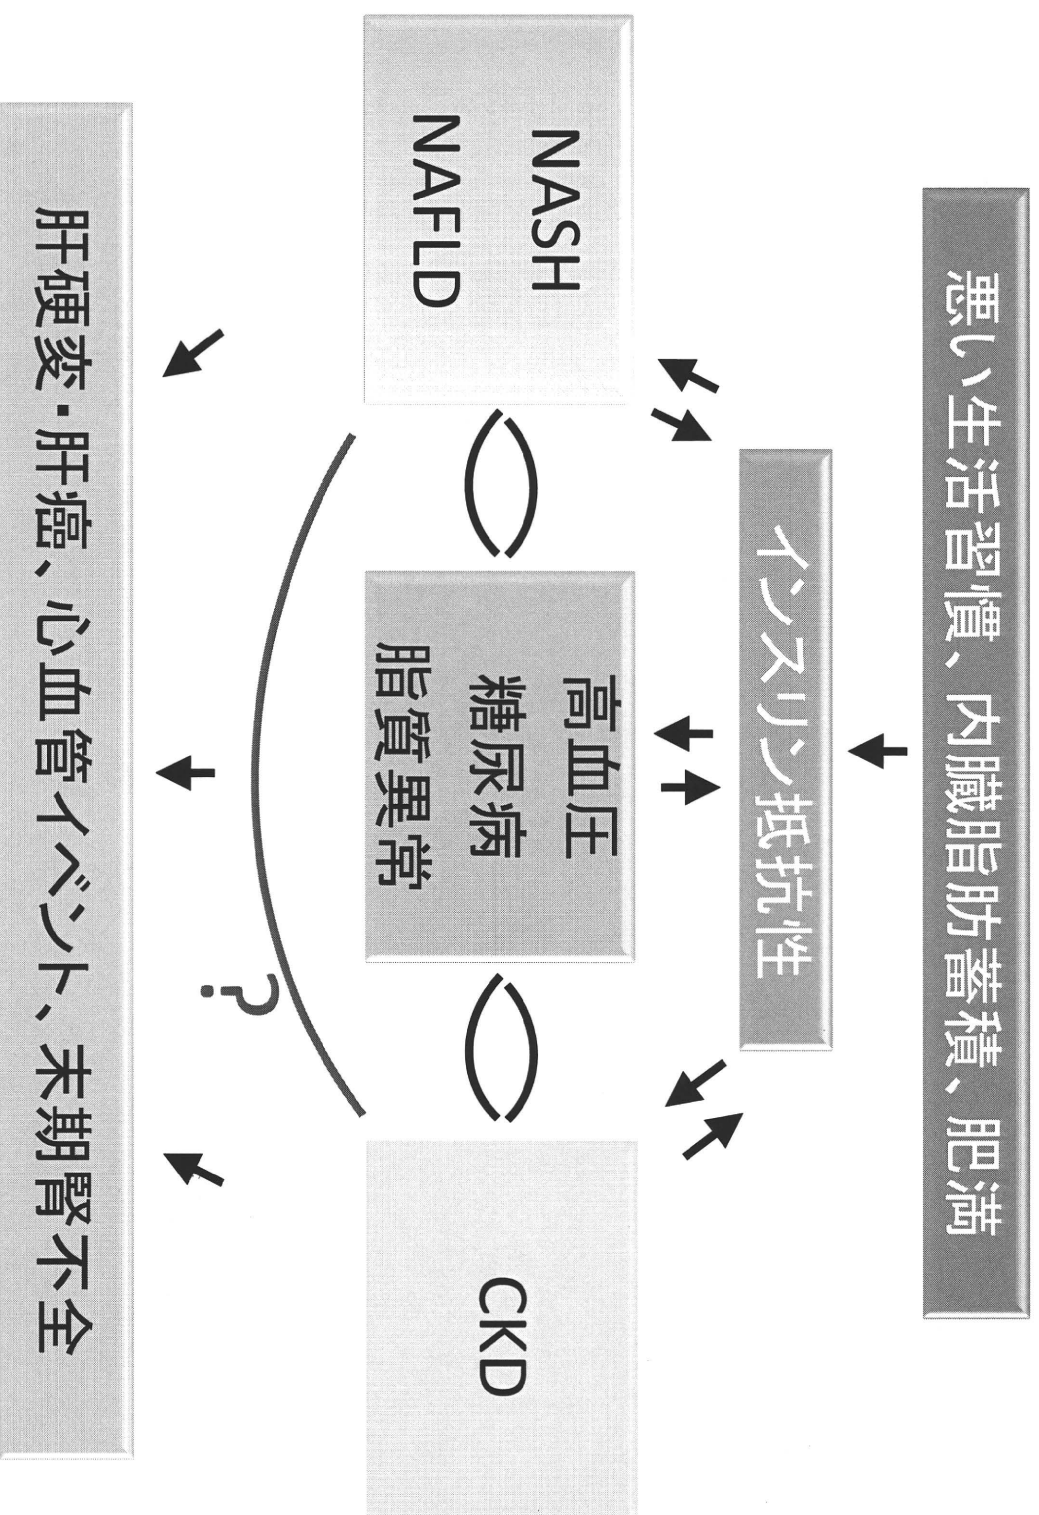 悪い生活習慣、内臓脂肪蓄積、肥満
インスリン抵抗性
NASH
NAFLD
高血圧
糖尿病
脂質異常
CKD
?
肝硬変・肝癌、心血管イベント、末期腎不全